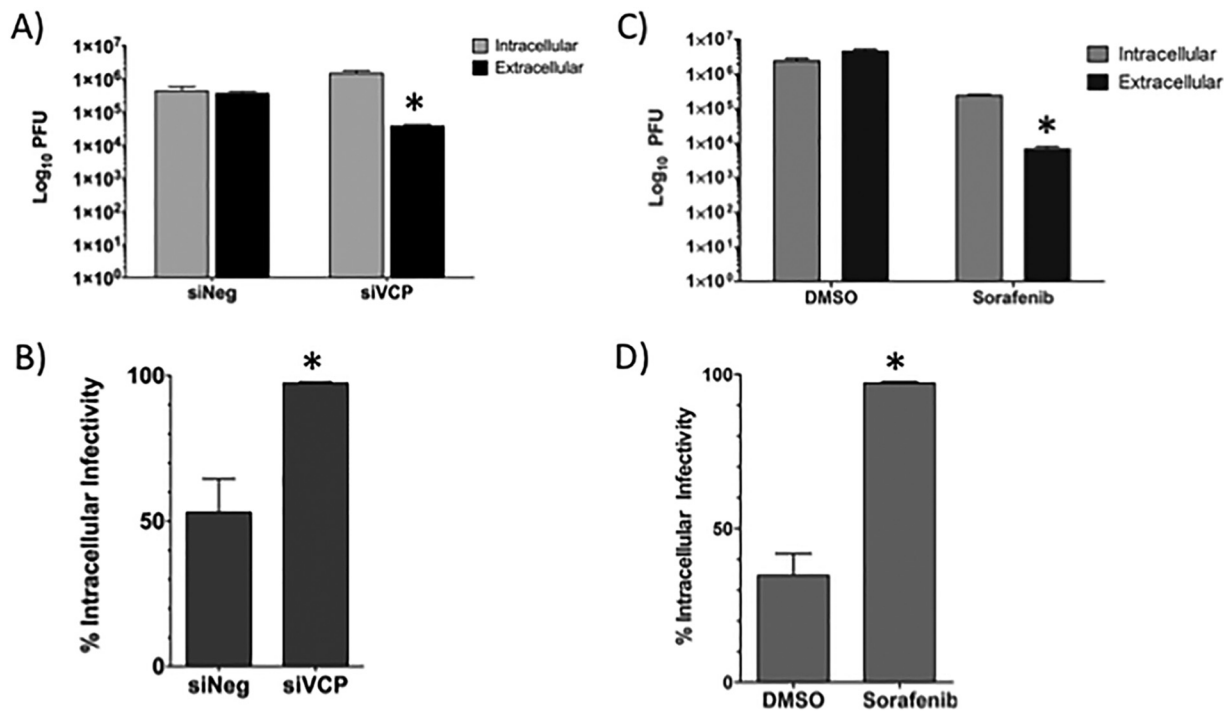 A)
Log₁₀ PFU
1×10⁷
1×10⁶
1×10⁵
1×10⁴
1×10³
1×10²
1×10¹
1×10⁰
Intracellular
Extracellular
*
siNeg siVCP
C)
Log₁₀ PFU
1×10⁷
1×10⁶
1×10⁵
1×10⁴
1×10³
1×10²
1×10¹
1×10⁰
Intracellular
Extracellular
*
DMSO Sorafenib
B)
% Intracellular Infectivity
100
50
0
*
siNeg siVCP
D)
% Intracellular Infectivity
100
50
0
*
DMSO Sorafenib